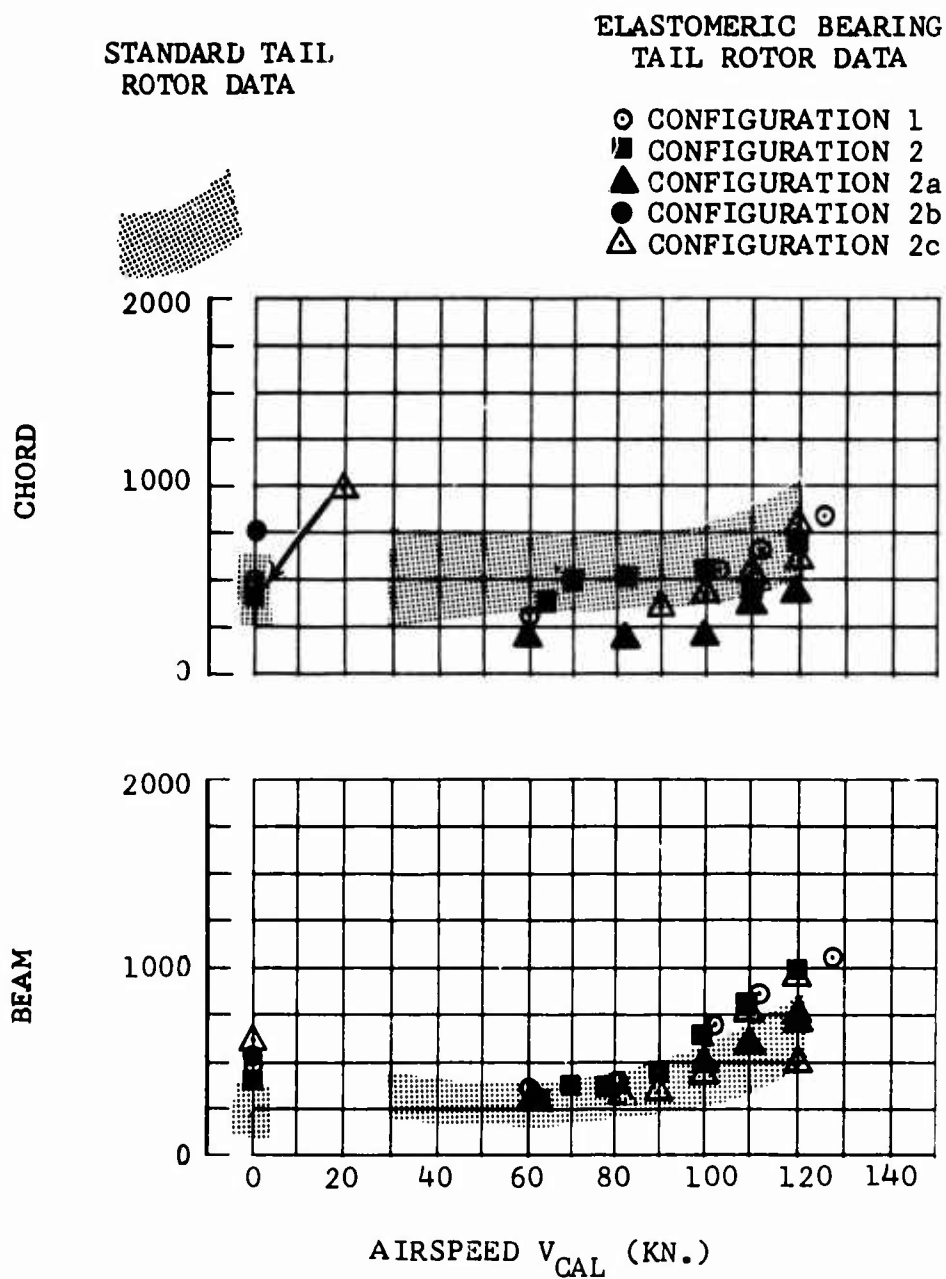 STANDARD TAIL
ROTOR DATA
ELASTOMERIC BEARING
TAIL ROTOR DATA
CONFIGURATION 1
CONFIGURATION 2
CONFIGURATION 2a
CONFIGURATION 2b
CONFIGURATION 2c
CHORD
2000
1000
0
BEAM
2000
1000
0
0 20 40 60 80 100 120 140
AIRSPEED VCAL (KN.)